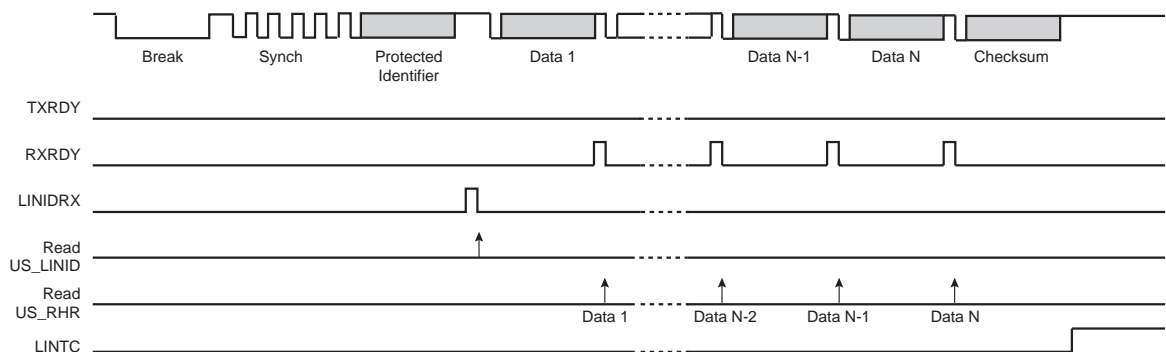 Break
Synch
Protected
Identifier
Data 1
Data N-1
Data N
Checksum
TXRDY
RXRDY
LINIDRX
Read
US_LINID
Read
US_RHR
Data 1
Data N-2
Data N-1
Data N
LINTC